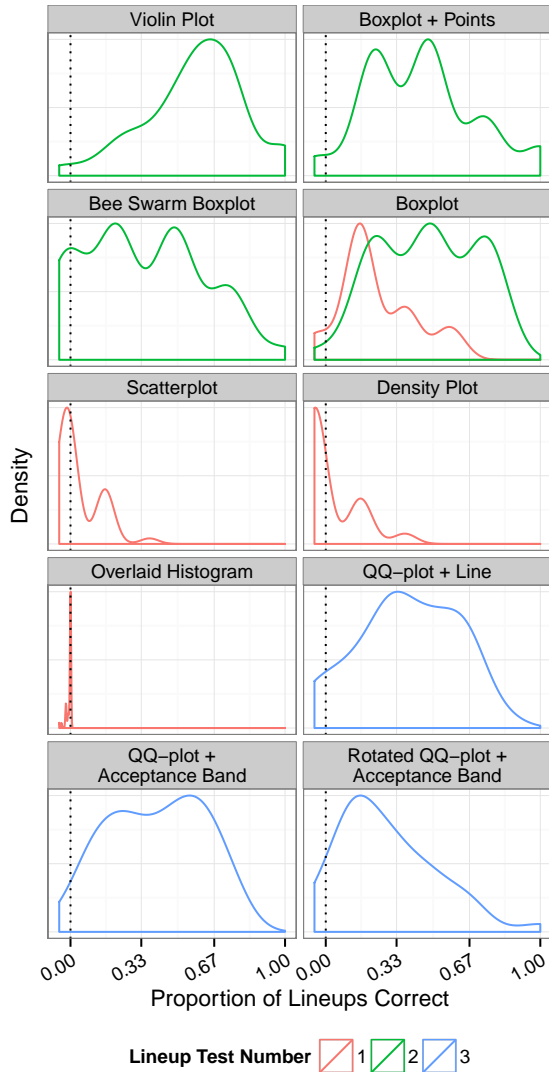 Violin Plot
Boxplot + Points
Bee Swarm Boxplot
Boxplot
Scatterplot
Density Plot
Overlaid Histogram
QQ−plot + Line
QQ−plot +
Acceptance Band
Rotated QQ−plot +
Acceptance Band
Density
0.00 0.33 0.67 1.00
0.00 0.33 0.67 1.00
Proportion of Lineups Correct
Lineup Test Number 1 2 3